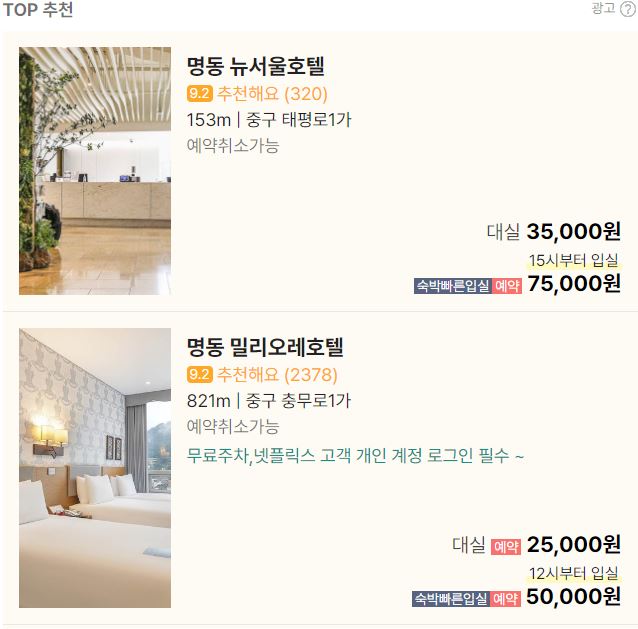 TOP 추천
광고 ?
명동 뉴서울호텔
9.2 추천해요 (320)
153m | 중구 태평로1가
예약취소가능
대실 35,000원
15시부터 입실
숙박빠른입실 예약 75,000원
명동 밀리오레호텔
9.2 추천해요 (2378)
821m | 중구 충무로1가
예약취소가능
무료주차,넷플릭스 고객 개인 계정 로그인 필수 ~
대실 예약 25,000원
12시부터 입실
숙박빠른입실 예약 50,000원